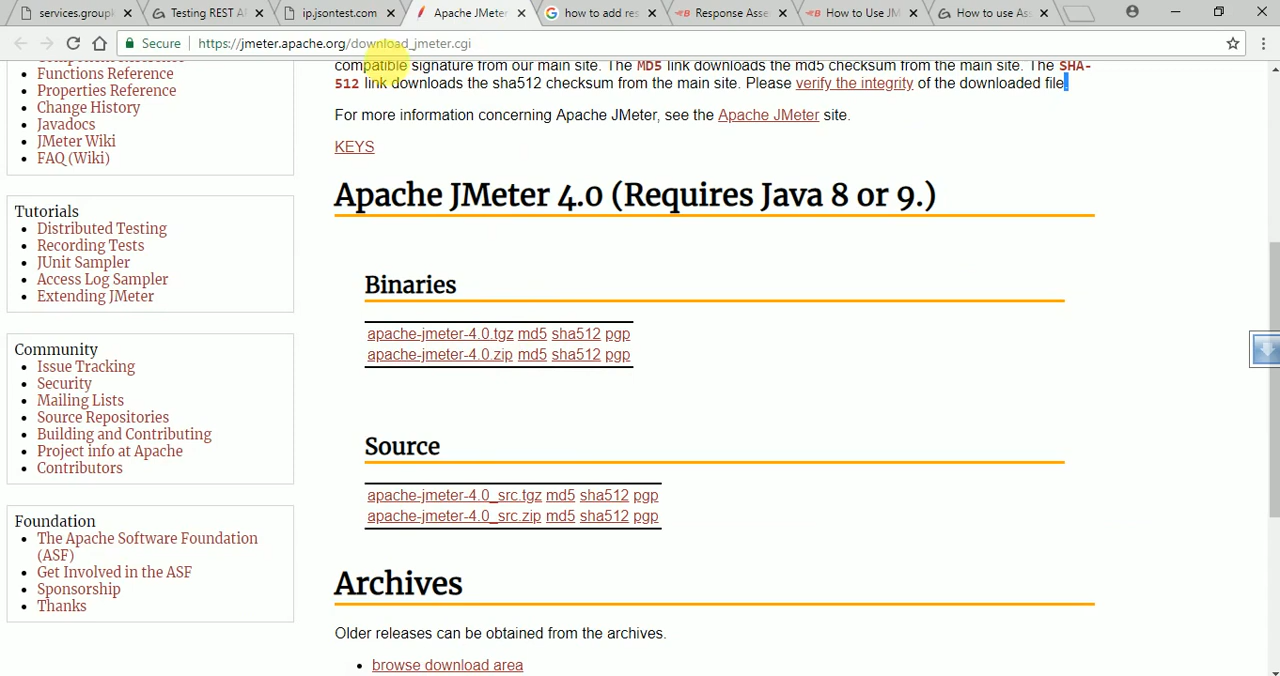 services.groupk
Testing REST A
ip.jsontest.com
Apache JMeter
how to add res
Response Asse
How to Use JM
How to use Ass
Secure
https://jmeter.apache.org/download_jmeter.cgi
Functions Reference
Properties Reference
Change History
Javadocs
JMeter Wiki
FAQ (Wiki)
Tutorials
Distributed Testing
Recording Tests
JUnit Sampler
Access Log Sampler
Extending JMeter
Community
Issue Tracking
Security
Mailing Lists
Source Repositories
Building and Contributing
Project info at Apache
Contributors
Foundation
The Apache Software Foundation
(ASF)
Get Involved in the ASF
Sponsorship
Thanks
compatible signature from our main site. The MD5 link downloads the md5 checksum from the main site. The SHA-
512 link downloads the sha512 checksum from the main site. Please verify the integrity of the downloaded file.
For more information concerning Apache JMeter, see the Apache JMeter site.
KEYS
Apache JMeter 4.0 (Requires Java 8 or 9.)
Binaries
apache-jmeter-4.0.tgz md5 sha512 pgp
apache-jmeter-4.0.zip md5 sha512 pgp
Source
apache-jmeter-4.0_src.tgz md5 sha512 pgp
apache-jmeter-4.0_src.zip md5 sha512 pgp
Archives
Older releases can be obtained from the archives.
browse download area